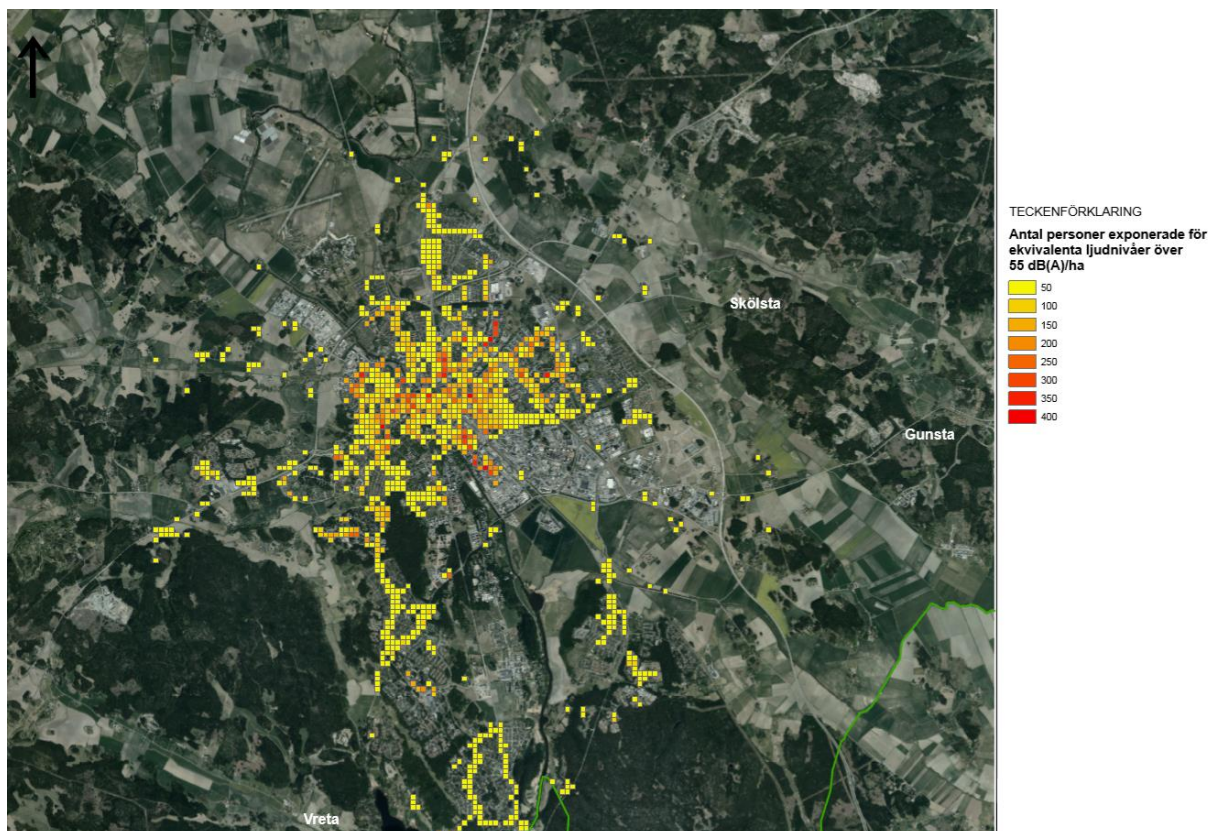 TECKENFÖRKLARING
Antal personer exponerade för
ekvivalenta ljudnivåer över
55 dB(A)/ha
50
100
150
200
250
300
350
400
Skölsta
Gunsta
Vreta